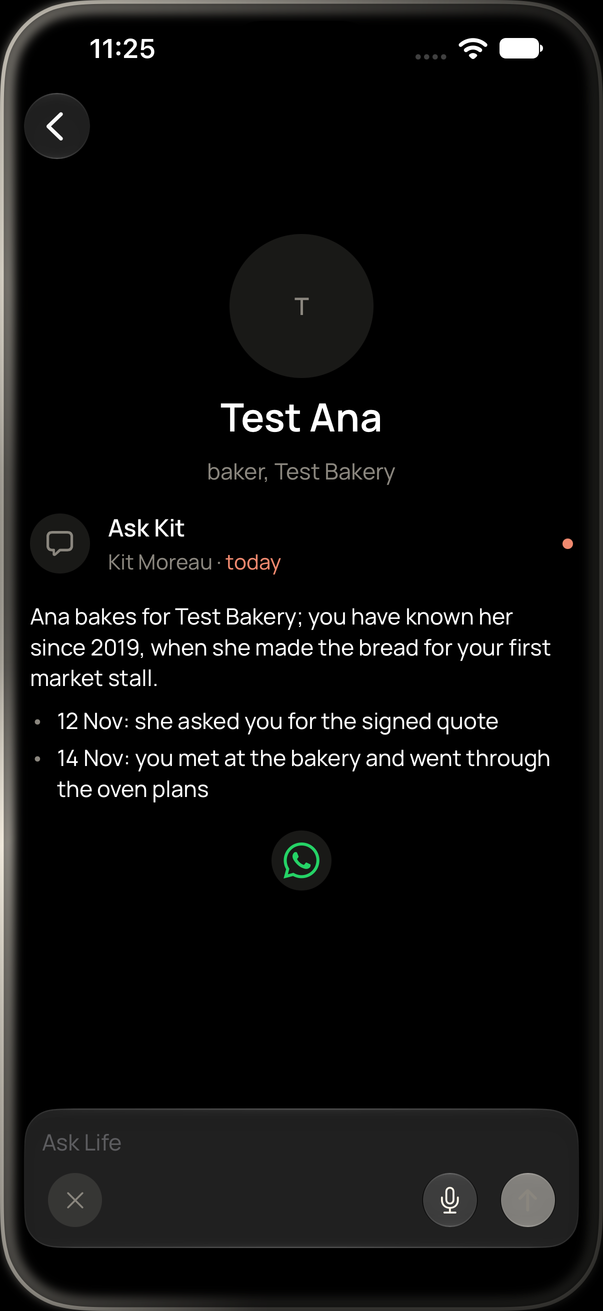 11:25
T
Test Ana
baker, Test Bakery
Ask Kit
Kit Moreau · today
Ana bakes for Test Bakery; you have known her
since 2019, when she made the bread for your first
market stall.
• 12 Nov: she asked you for the signed quote
• 14 Nov: you met at the bakery and went through
the oven plans
Ask Life